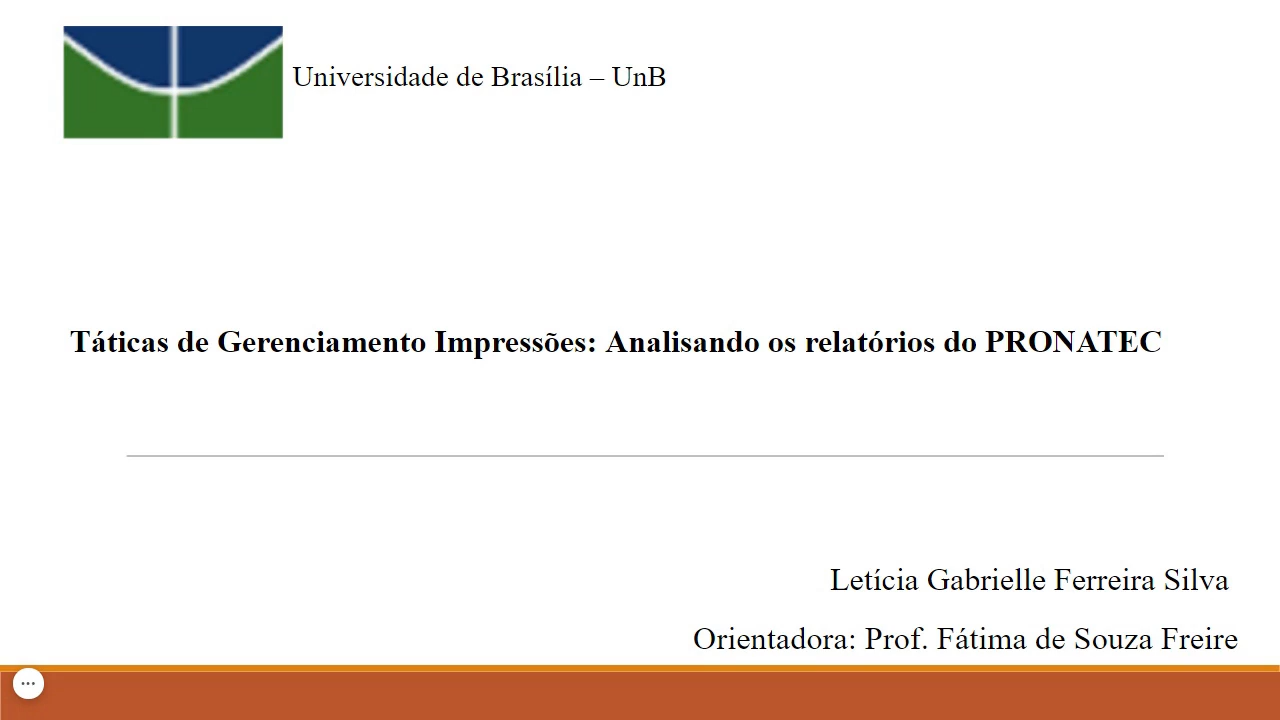 Universidade de Brasília – UnB
Táticas de Gerenciamento Impressões: Analisando os relatórios do PRONATEC
Letícia Gabrielle Ferreira Silva
Orientadora: Prof. Fátima de Souza Freire